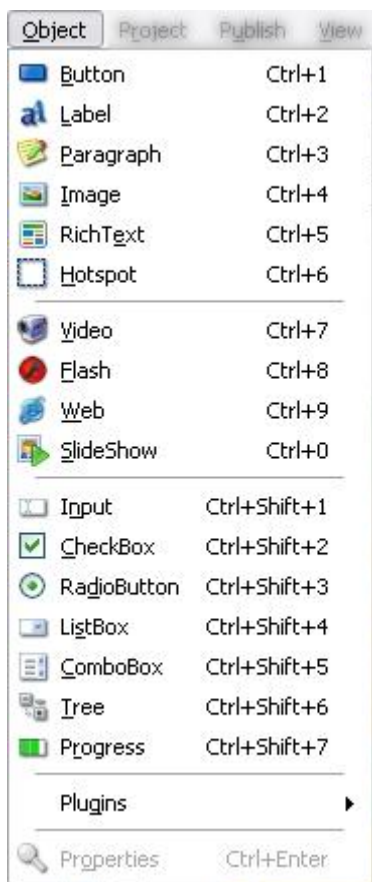 Object Project Publish View
Button Ctrl+1
Label Ctrl+2
Paragraph Ctrl+3
Image Ctrl+4
RichText Ctrl+5
Hotspot Ctrl+6
Video Ctrl+7
Flash Ctrl+8
Web Ctrl+9
SlideShow Ctrl+0
Input Ctrl+Shift+1
CheckBox Ctrl+Shift+2
RadioButton Ctrl+Shift+3
ListBox Ctrl+Shift+4
ComboBox Ctrl+Shift+5
Tree Ctrl+Shift+6
Progress Ctrl+Shift+7
Plugins
Properties Ctrl+Enter